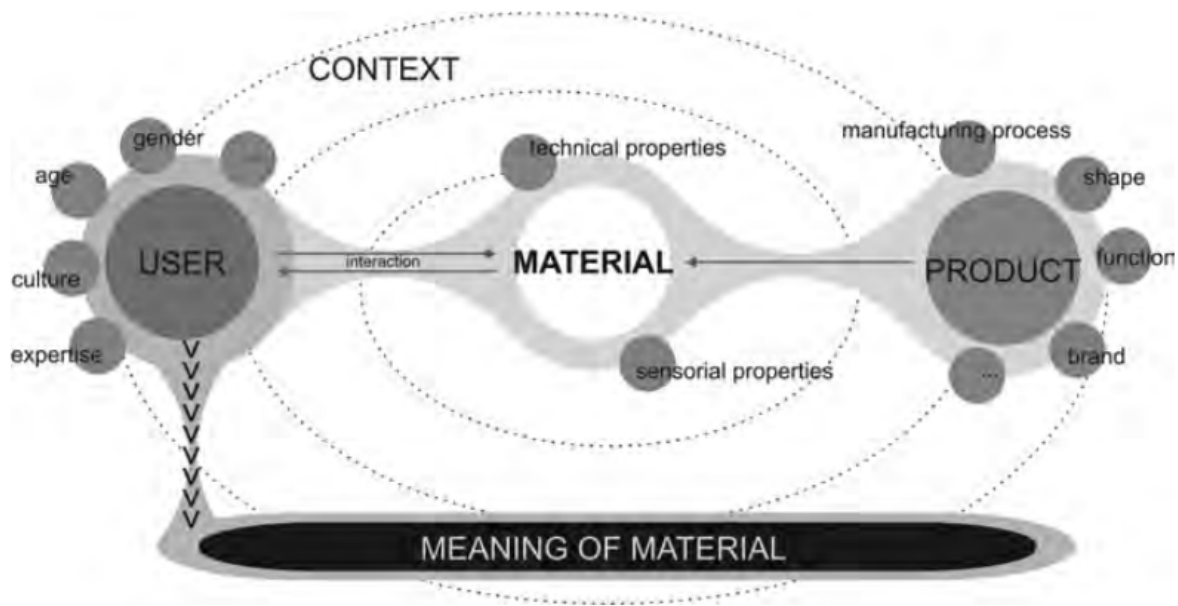 CONTEXT
gender
...
technical properties
manufacturing process
age
shape
USER
interaction
MATERIAL
PRODUCT
function
culture
expertise
sensorial properties
...
brand
V
V
V
V
V
V
V
V
V
MEANING OF MATERIAL